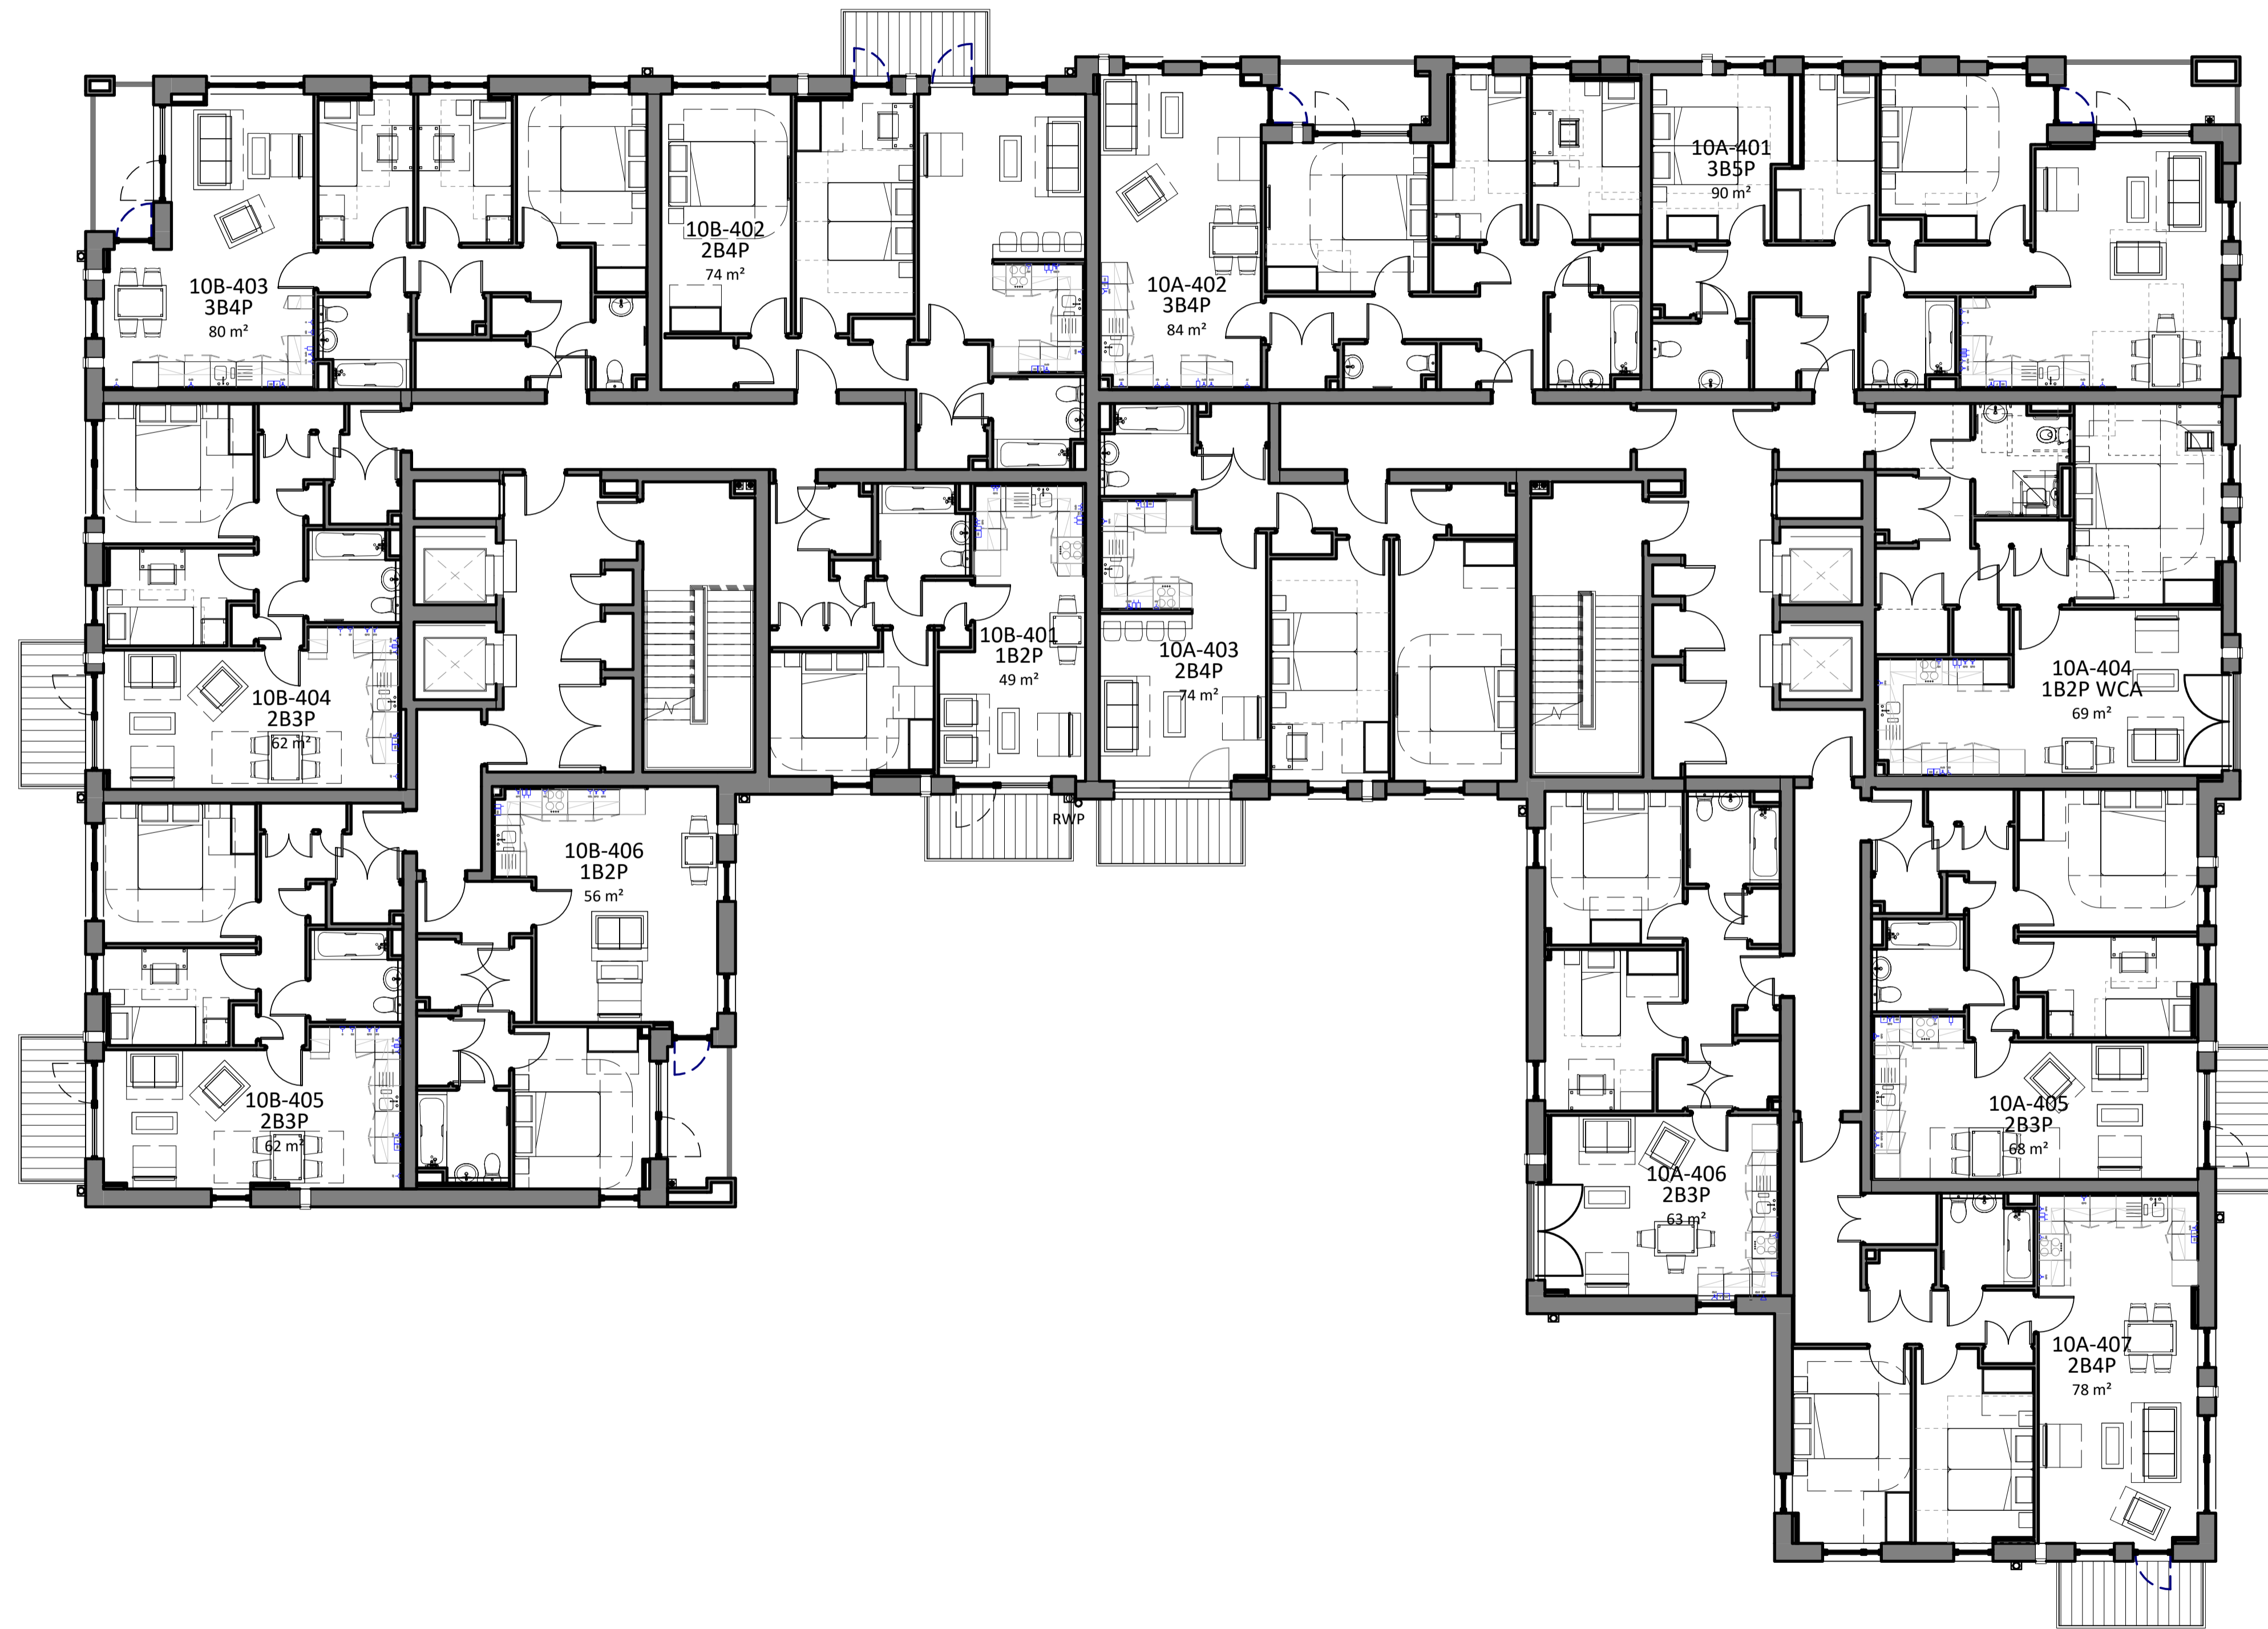 10A-401
3B5P
90 m²
10B-402
2B4P
74 m²
10B-403
3B4P
80 m²
10A-402
3B4P
84 m²
10B-401
1B2P
49 m²
10A-403
2B4P
74 m²
10A-404
1B2P WCA
69 m²
10B-404
2B3P
62 m²
RWP
10B-406
1B2P
56 m²
10B-405
2B3P
62 m²
10A-405
2B3P
68 m²
10A-406
2B3P
63 m²
10A-407
2B4P
78 m²